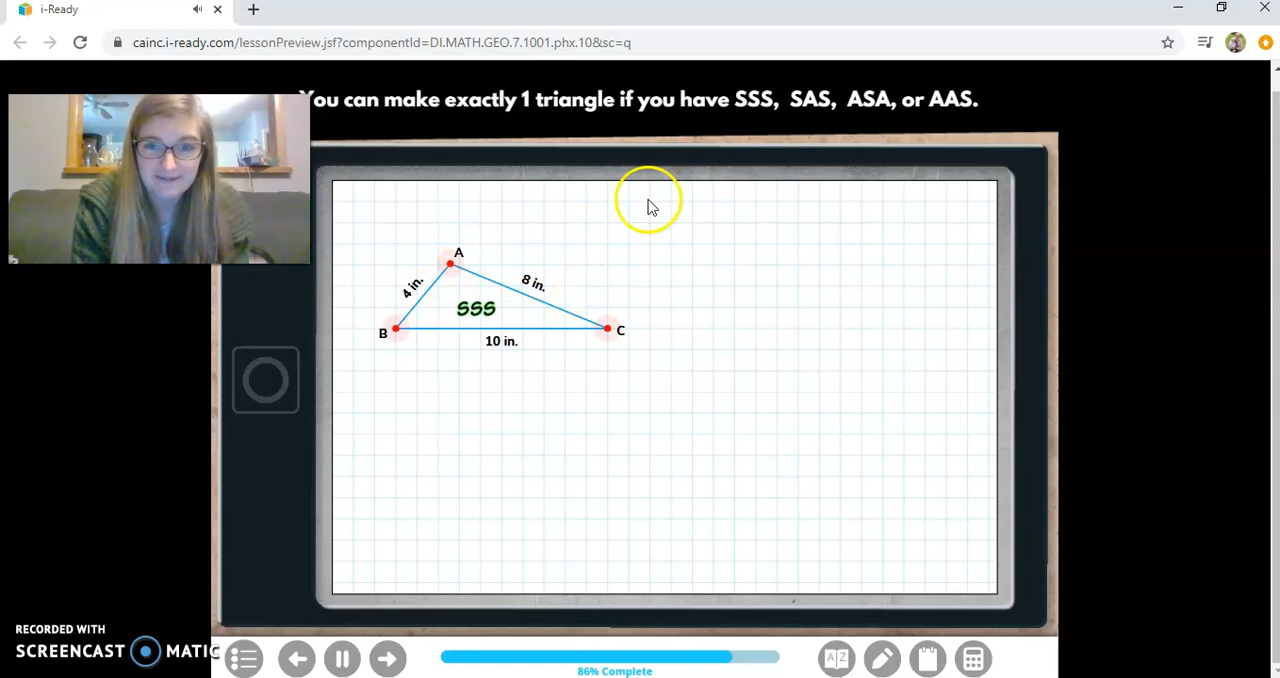 i-Ready
cainc.i-ready.com/lessonPreview.jsf?componentId=DI.MATH.GEO.7.1001.phx.10&sc=q
You can make exactly 1 triangle if you have SSS, SAS, ASA, or AAS.
A
4 in.
8 in.
SSS
B
C
10 in.
RECORDED WITH
SCREENCAST MATIC
86% Complete
A Z